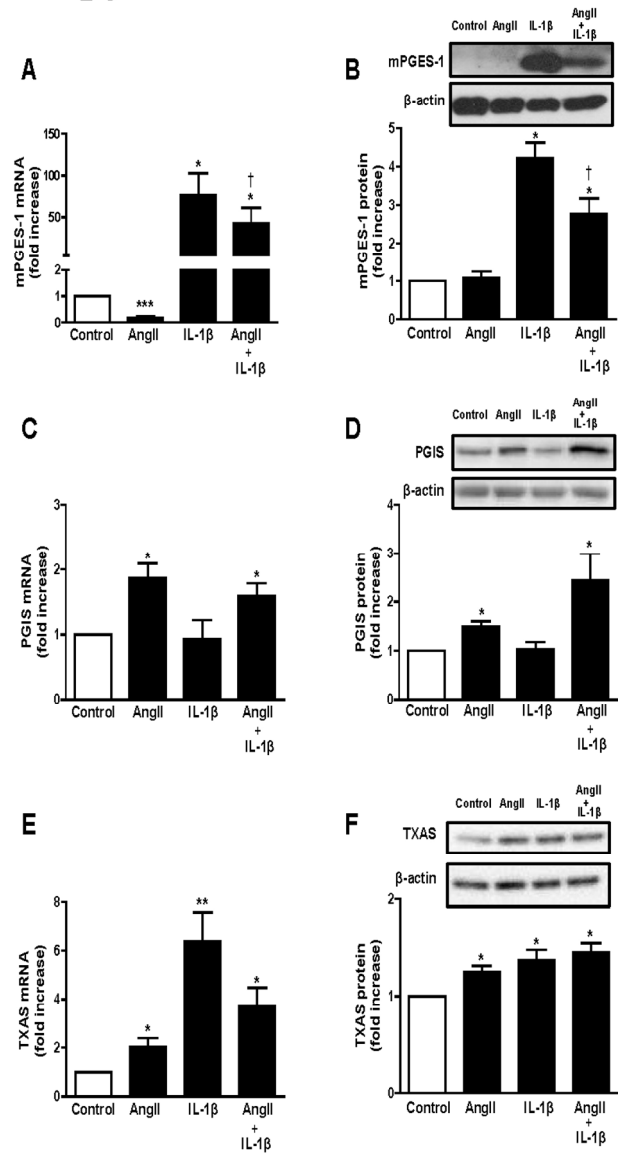 A
mPGES-1 mRNA
(fold increase)
100
75
50
2
1
0
***
*
†
*
Control
AngII
IL-1β
AngII
+
IL-1β
B
Control AngII IL-1β AngII
+
IL-1β
mPGES-1
β-actin
mPGES-1 protein
(fold increase)
5
4
3
2
1
0
*
†
*
Control
AngII
IL-1β
AngII
+
IL-1β
C
PGIS mRNA
(fold increase)
3
2
1
0
*
*
Control
AngII
IL-1β
AngII
+
IL-1β
D
Control AngII IL-1β AngII
+
IL-1β
PGIS
β-actin
PGIS protein
(fold increase)
4
3
2
1
0
*
*
Control
AngII
IL-1β
AngII
+
IL-1β
E
TXAS mRNA
(fold increase)
8
6
4
2
0
*
**
*
Control
AngII
IL-1β
AngII
+
IL-1β
F
Control AngII IL-1β AngII
+
IL-1β
TXAS
β-actin
TXAS protein
(fold increase)
2
1
0
*
*
*
Control
AngII
IL-1β
AngII
+
IL-1β